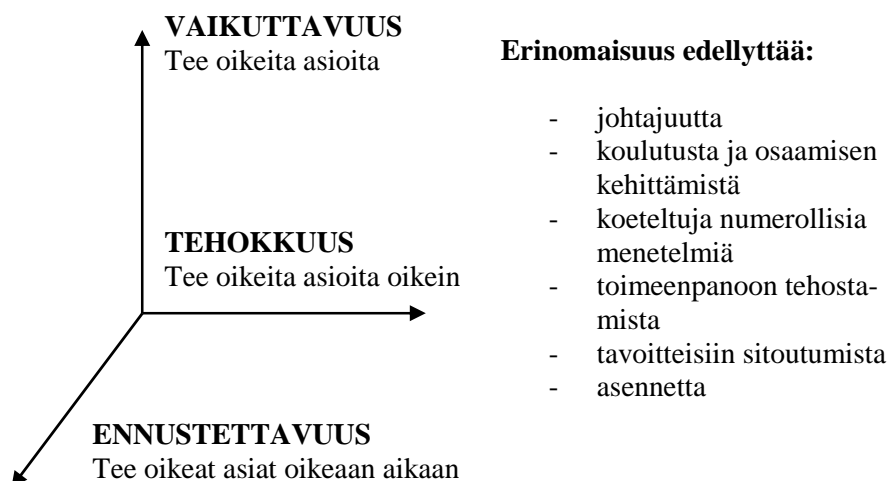 VAIKUTTAVUUS
Tee oikeita asioita
TEHOKKUUS
Tee oikeita asioita oikein
ENNUSTETTAVUUS
Tee oikeat asiat oikeaan aikaan
Erinomaisuus edellyttää:
- johtajuutta
- koulutusta ja osaamisen
kehittämistä
- koeteltuja numerollisia
menetelmiä
- toimeenpanoon tehosta-
mista
- tavoitteisiin sitoutumista
- asennetta